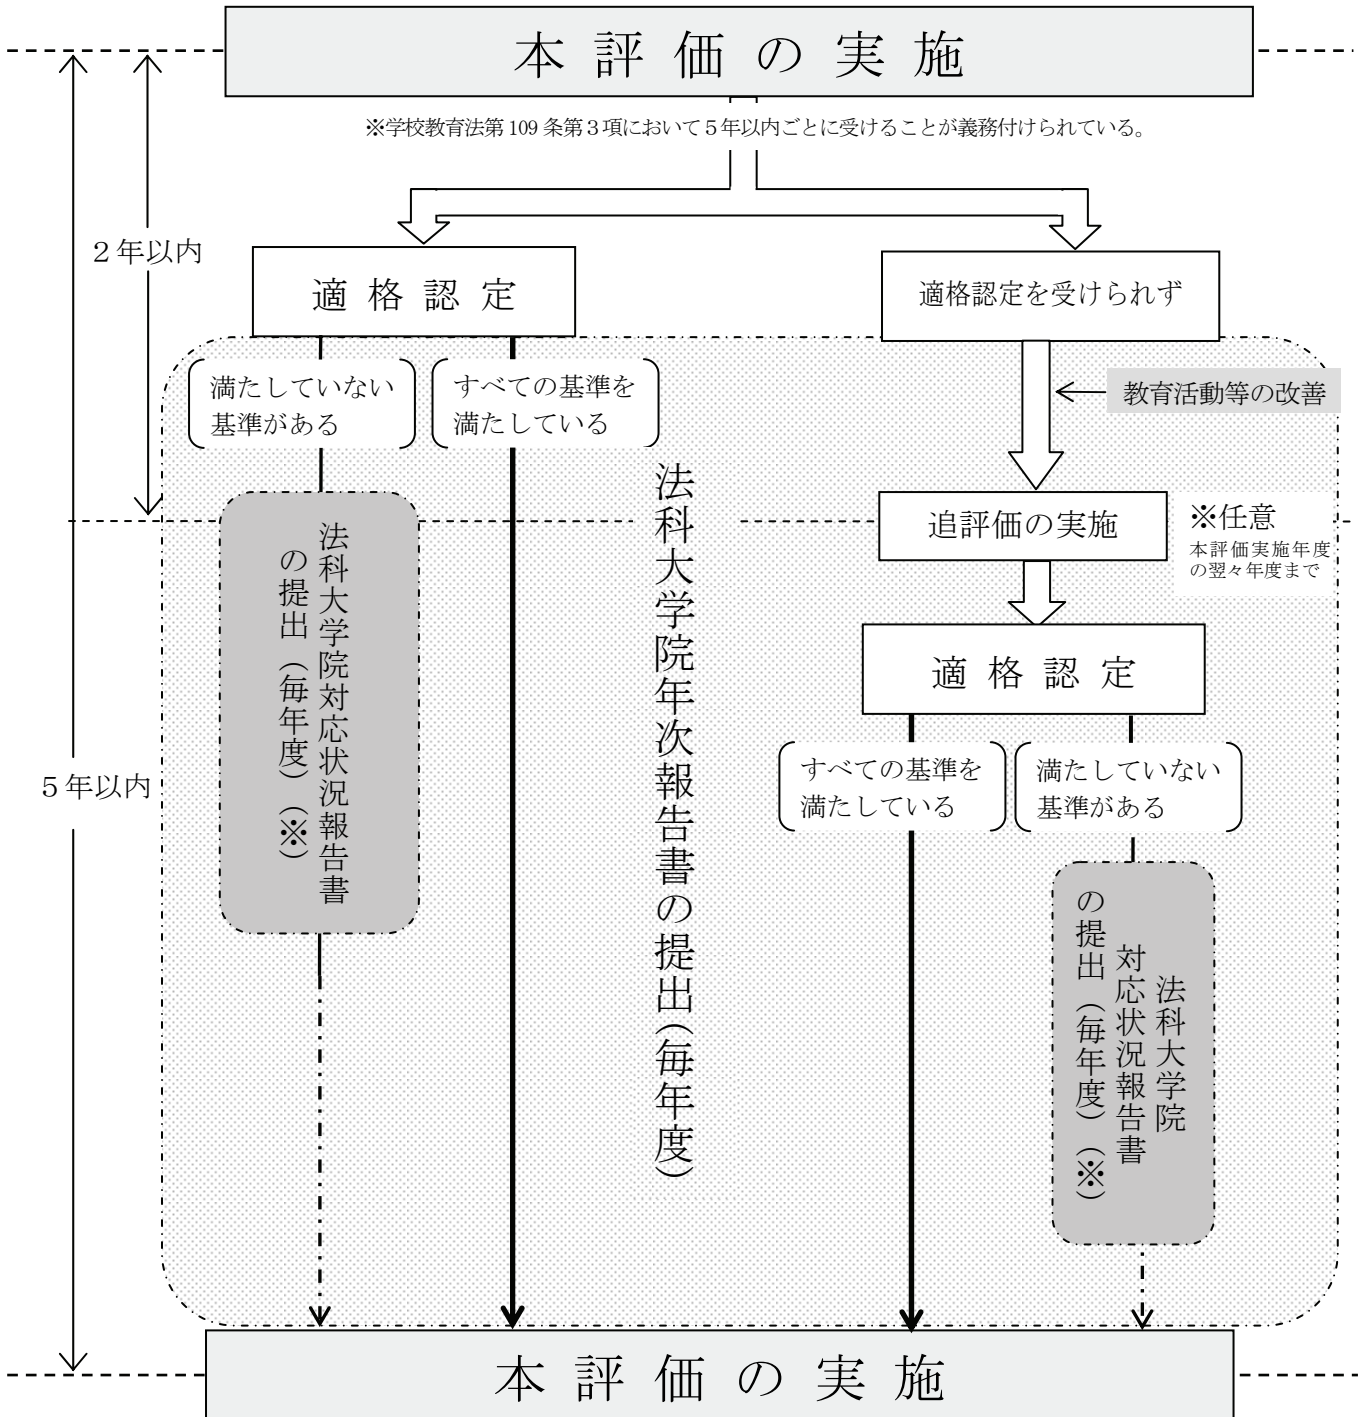 本評価の実施
※学校教育法第109条第3項において5年以内ごとに受けることが義務付けられている。
2年以内
適格認定
適格認定を受けられず
満たしていない
基準がある
すべての基準を
満たしている
教育活動等の改善
法科大学院対応状況報告書
の提出(毎年度)(※)
法科大学院年次報告書の提出(毎年度)
追評価の実施
※任意
本評価実施年度
の翌々年度まで
適格認定
すべての基準を
満たしている
満たしていない
基準がある
5年以内
法科大学院
対応状況報告書
の提出(毎年度)(※)
本評価の実施